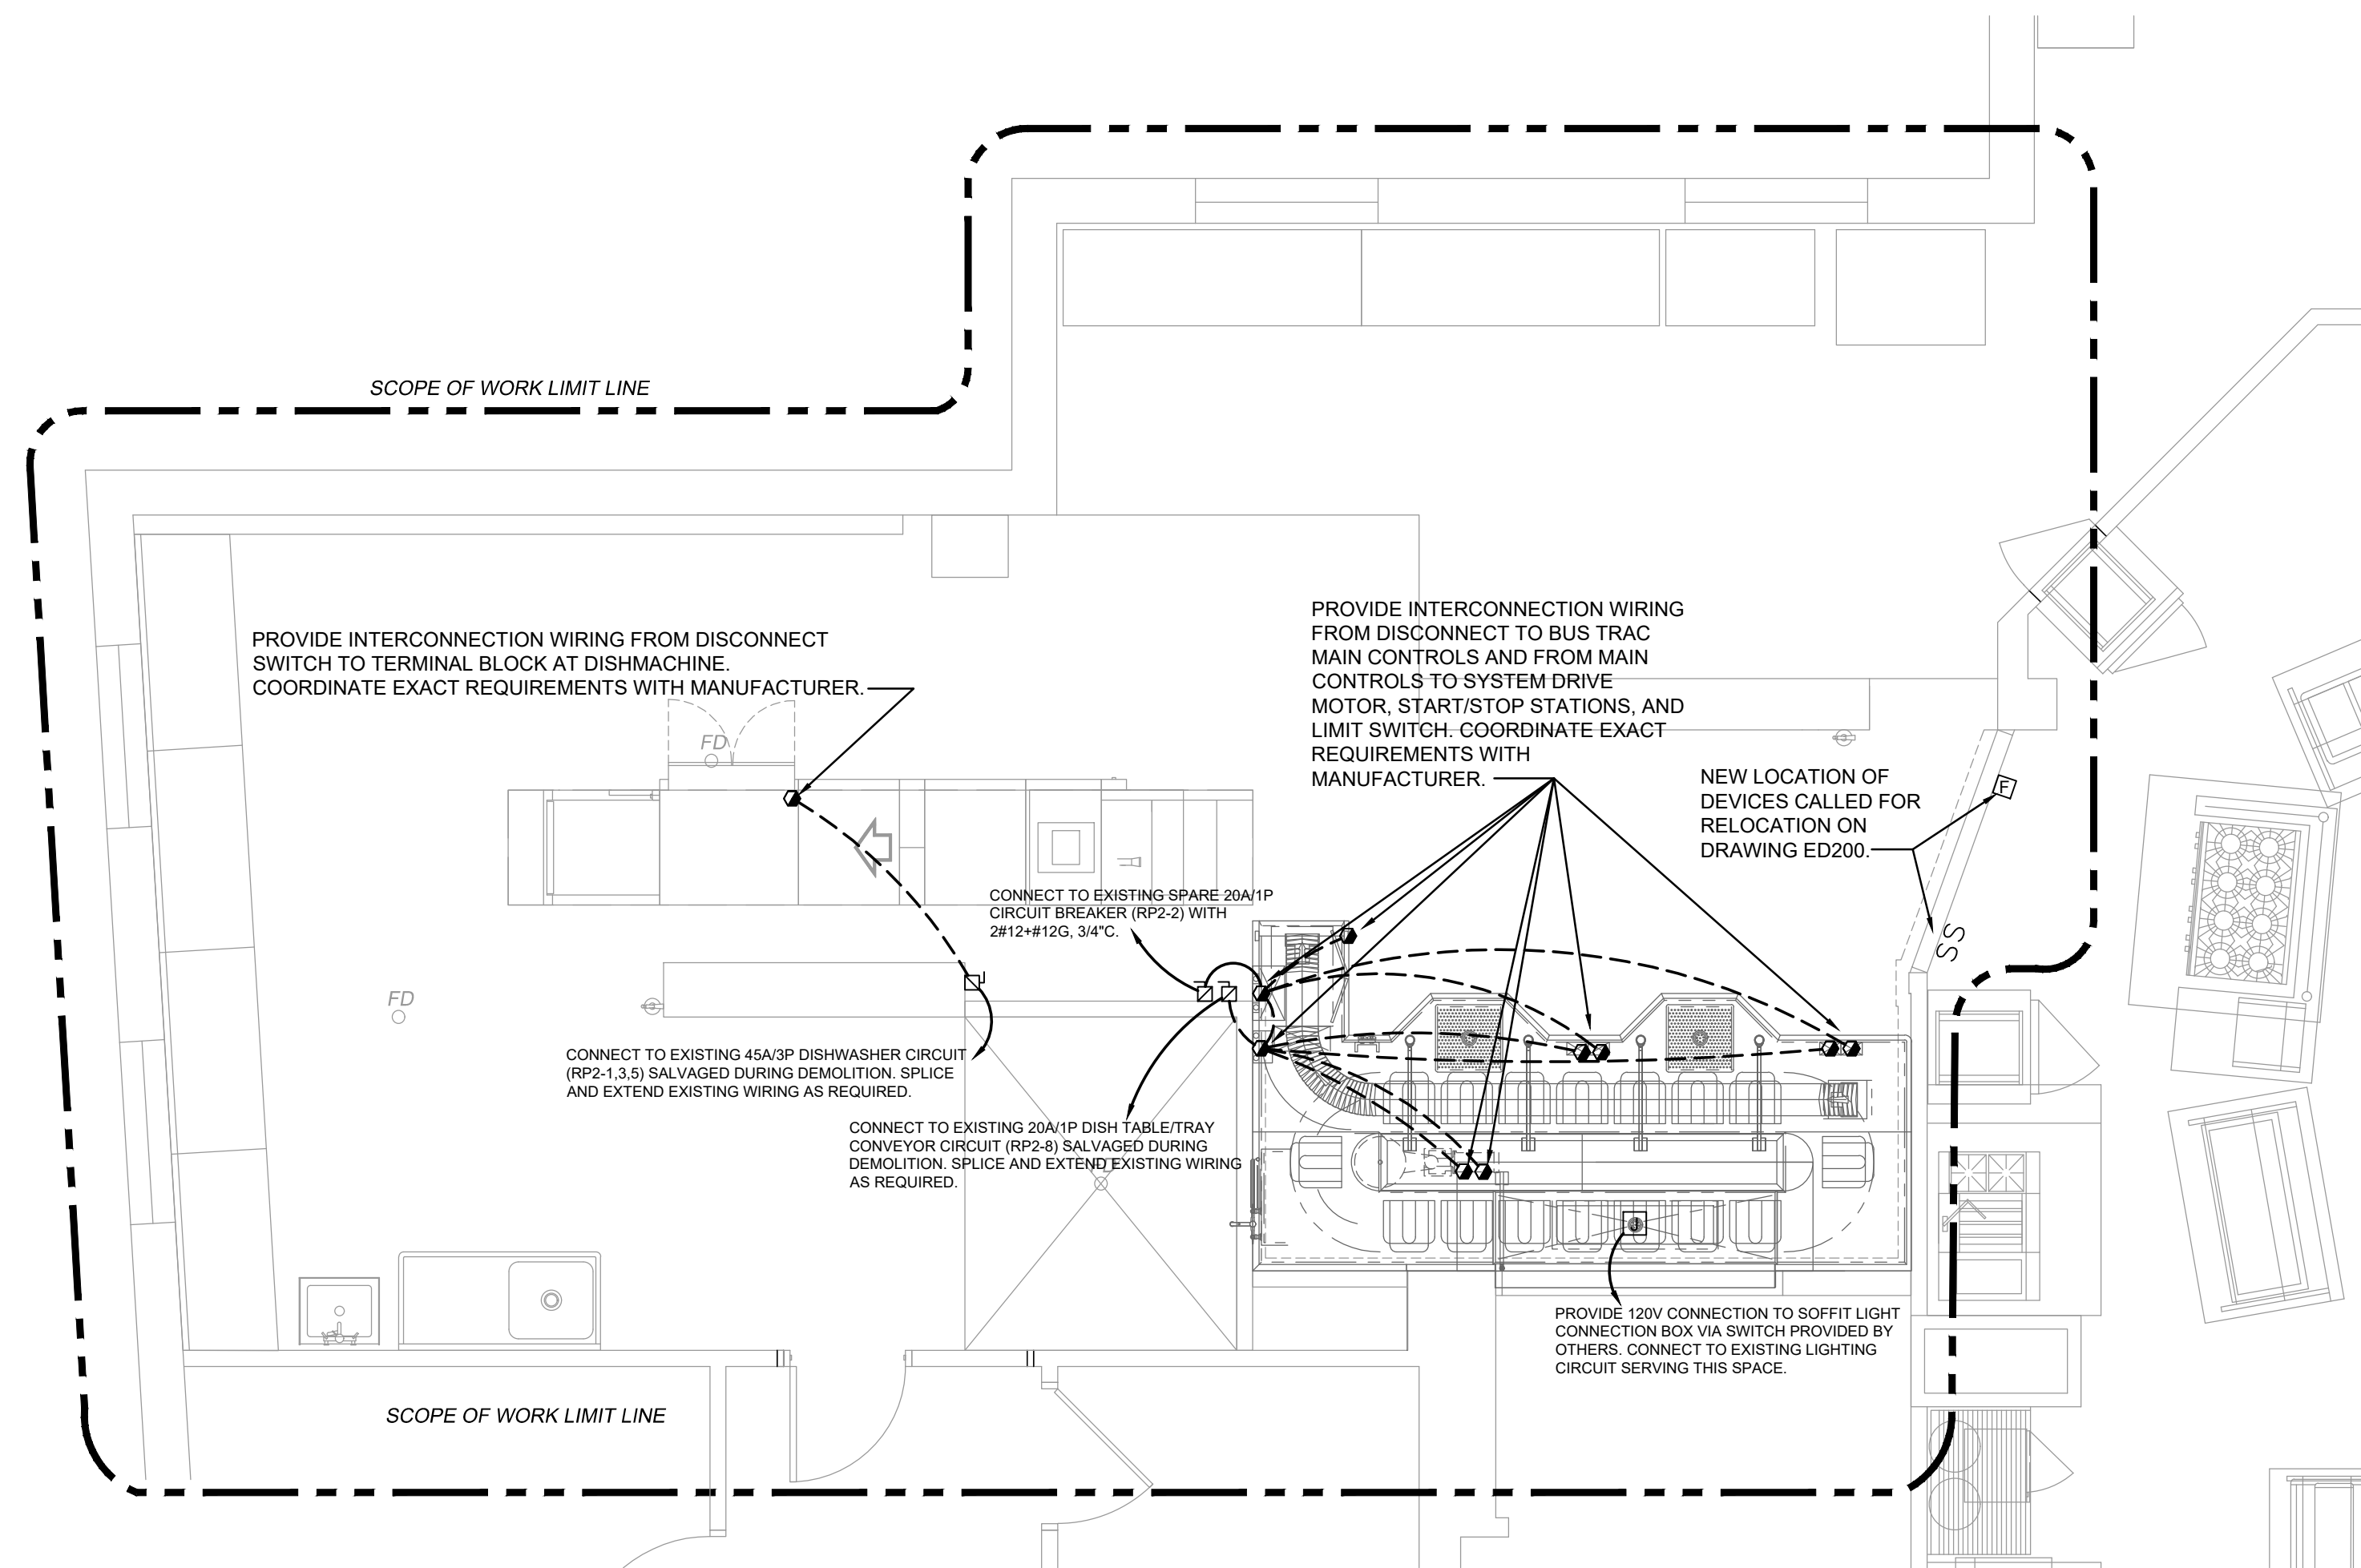 SCOPE OF WORK LIMIT LINE
PROVIDE INTERCONNECTION WIRING FROM DISCONNECT
SWITCH TO TERMINAL BLOCK AT DISHMACHINE.
COORDINATE EXACT REQUIREMENTS WITH MANUFACTURER.
PROVIDE INTERCONNECTION WIRING
FROM DISCONNECT TO BUS TRAC
MAIN CONTROLS AND FROM MAIN
CONTROLS TO SYSTEM DRIVE
MOTOR, START/STOP STATIONS, AND
LIMIT SWITCH. COORDINATE EXACT
REQUIREMENTS WITH
MANUFACTURER.
FD
NEW LOCATION OF
DEVICES CALLED FOR
RELOCATION ON
DRAWING ED200.
F
SS
CONNECT TO EXISTING SPARE 20A/1P
CIRCUIT BREAKER (RP2-2) WITH
2#12+#12G, 3/4"C.
FD
CONNECT TO EXISTING 45A/3P DISHWASHER CIRCUIT
(RP2-1,3,5) SALVAGED DURING DEMOLITION. SPLICE
AND EXTEND EXISTING WIRING AS REQUIRED.
CONNECT TO EXISTING 20A/1P DISH TABLE/TRAY
CONVEYOR CIRCUIT (RP2-8) SALVAGED DURING
DEMOLITION. SPLICE AND EXTEND EXISTING WIRING
AS REQUIRED.
J
PROVIDE 120V CONNECTION TO SOFFIT LIGHT
CONNECTION BOX VIA SWITCH PROVIDED BY
OTHERS. CONNECT TO EXISTING LIGHTING
CIRCUIT SERVING THIS SPACE.
SCOPE OF WORK LIMIT LINE